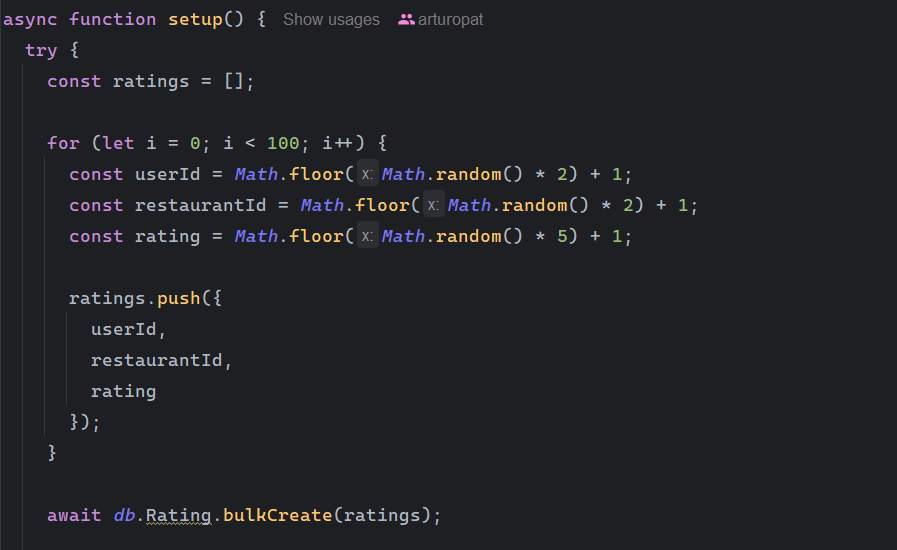 async function setup() { Show usages arturopat
try {
const ratings = [];
for (let i = 0; i < 100; i++) {
const userId = Math.floor( x: Math.random() * 2) + 1;
const restaurantId = Math.floor( x: Math.random() * 2) + 1;
const rating = Math.floor( x: Math.random() * 5) + 1;
ratings.push({
userId,
restaurantId,
rating
});
}
await db.Rating.bulkCreate(ratings);